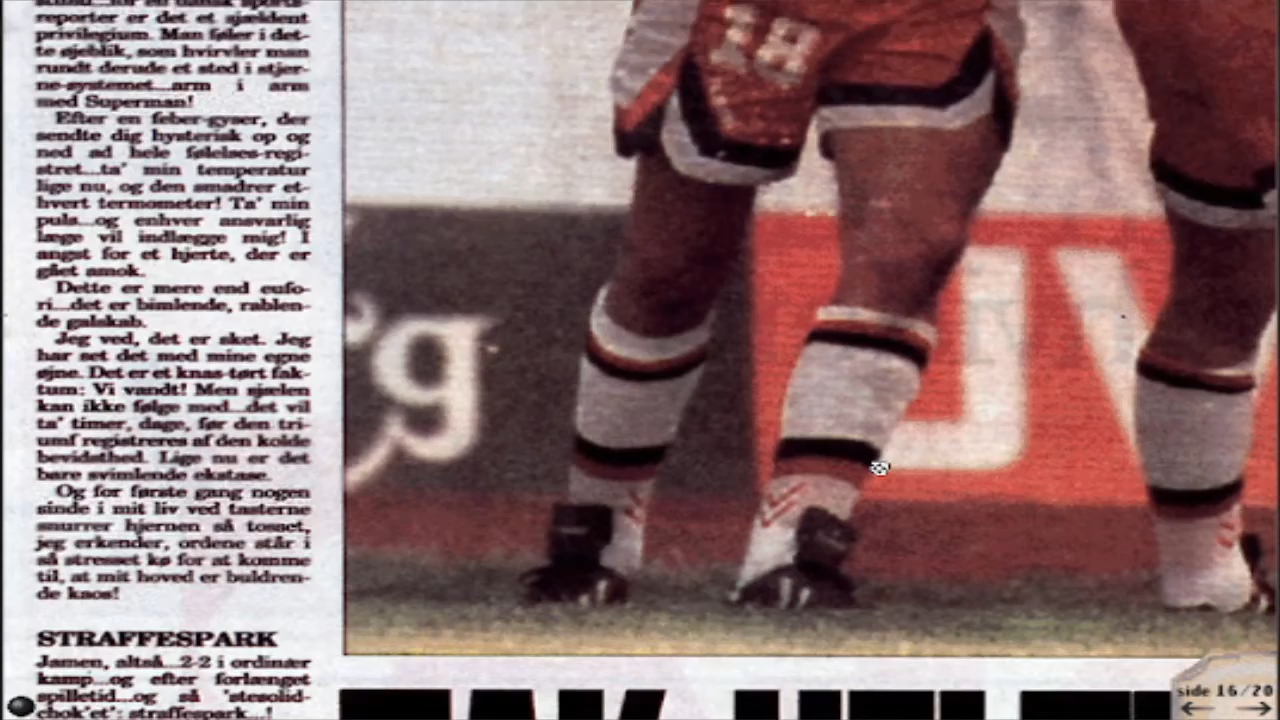 reporter er det et sjældent
privilegium. Man føler i det-
te øjeblik, som hvirvler man
rundt derude et sted i stjer-
ne-systemet...arm i arm
med Superman!
Efter en feber-gyser, der
sendte dig hysterisk op og
ned ad hele følelses-regi-
stret...ta' min temperatur
lige nu, og den smadrer et-
hvert termometer! Ta' min
puls...og enhver ansvarlig
læge vil indlægge mig! I
angst for et hjerte, der er
gået amok.
Dette er mere end eufo-
ri...det er bimlende, rablen-
de galskab.
Jeg ved, det er sket. Jeg
har set det med mine egne
øjne. Det er et knas-tørt fak-
tum: Vi vandt! Men sjælen
kan ikke følge med...det vil
ta' timer, dage, før den tri-
umf registreres af den kolde
bevidsthed. Lige nu er det
bare svimlende ekstase.
Og for første gang nogen
sinde i mit liv ved tasterne
snurrer hjernen så tosset,
jeg erkender, ordene står i
så stresset kø for at komme
til, at mit hoved er buldren-
de kaos!
STRAFFESPARK
Jamen, altså...2-2 i ordinær
kamp...og efter forlænget
spilletid...og så 'stesolid-
chok'et': straffespark...!
18
rg
JV
side 16/20